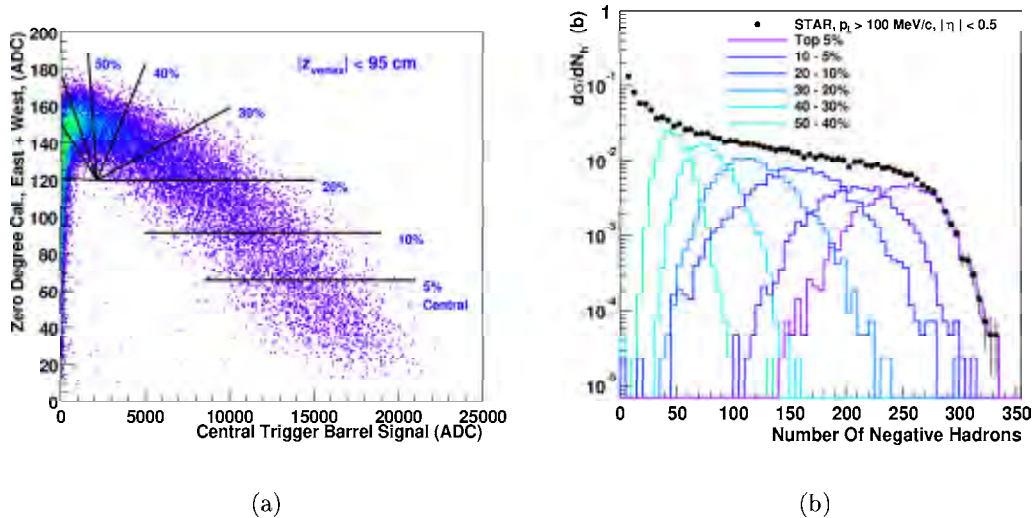 Zero Degree Cal., East + West, (ADC)
200
180
160
140
120
100
80
60
40
20
0
50%
40%
30%
20%
10%
5%
Central
|z_vertex| < 95 cm
0 5000 10000 15000 20000 25000
Central Trigger Barrel Signal (ADC)
(a)
dσ/dN_h⁻ (b)
1
10⁻¹
10⁻²
10⁻³
10⁻⁴
10⁻⁵
STAR, p_t > 100 MeV/c, |η| < 0.5
Top 5%
10 - 5%
20 - 10%
30 - 20%
40 - 30%
50 - 40%
0 50 100 150 200 250 300 350
Number Of Negative Hadrons
(b)